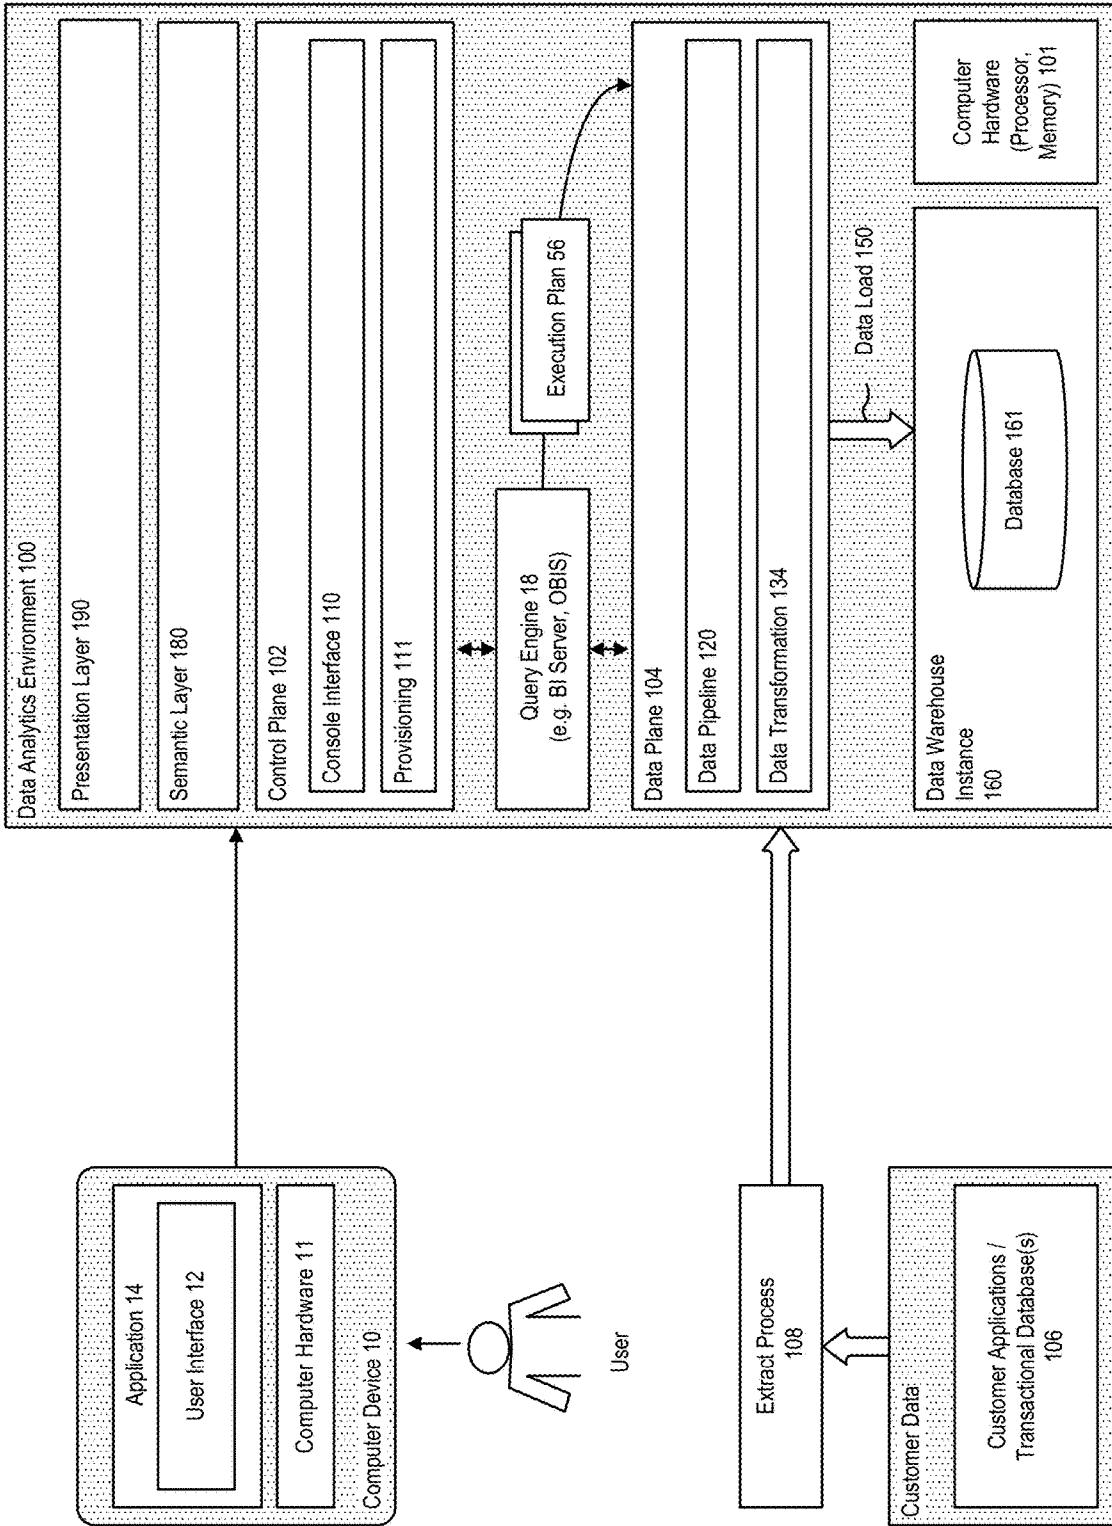 Application 14
User Interface 12
Computer Hardware 11
Computer Device 10
User
Extract Process
108
Customer Data
Customer Applications /
Transactional Database(s)
106
Data Analytics Environment 100
Presentation Layer 190
Semantic Layer 180
Control Plane 102
Console Interface 110
Provisioning 111
Query Engine 18
(e.g. BI Server, OBIS)
Execution Plan 56
Data Plane 104
Data Pipeline 120
Data Transformation 134
Data Load 150
Data Warehouse
Instance
160
Database 161
Computer
Hardware
(Processor,
Memory) 101